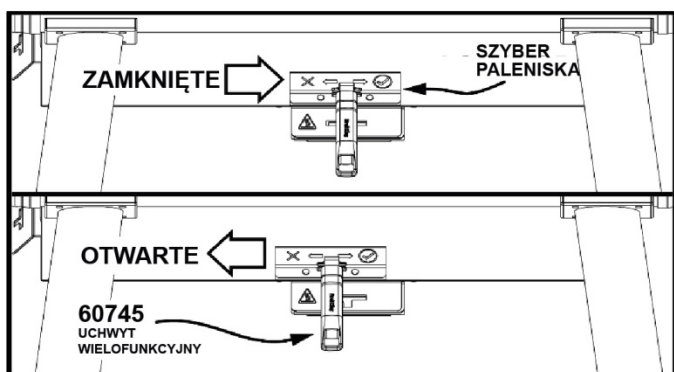 ZAMKNIĘTE
SZYBER
PALENISKA
OTWARTE
60745
UCHWYT
WIELOFUNKCYJNY